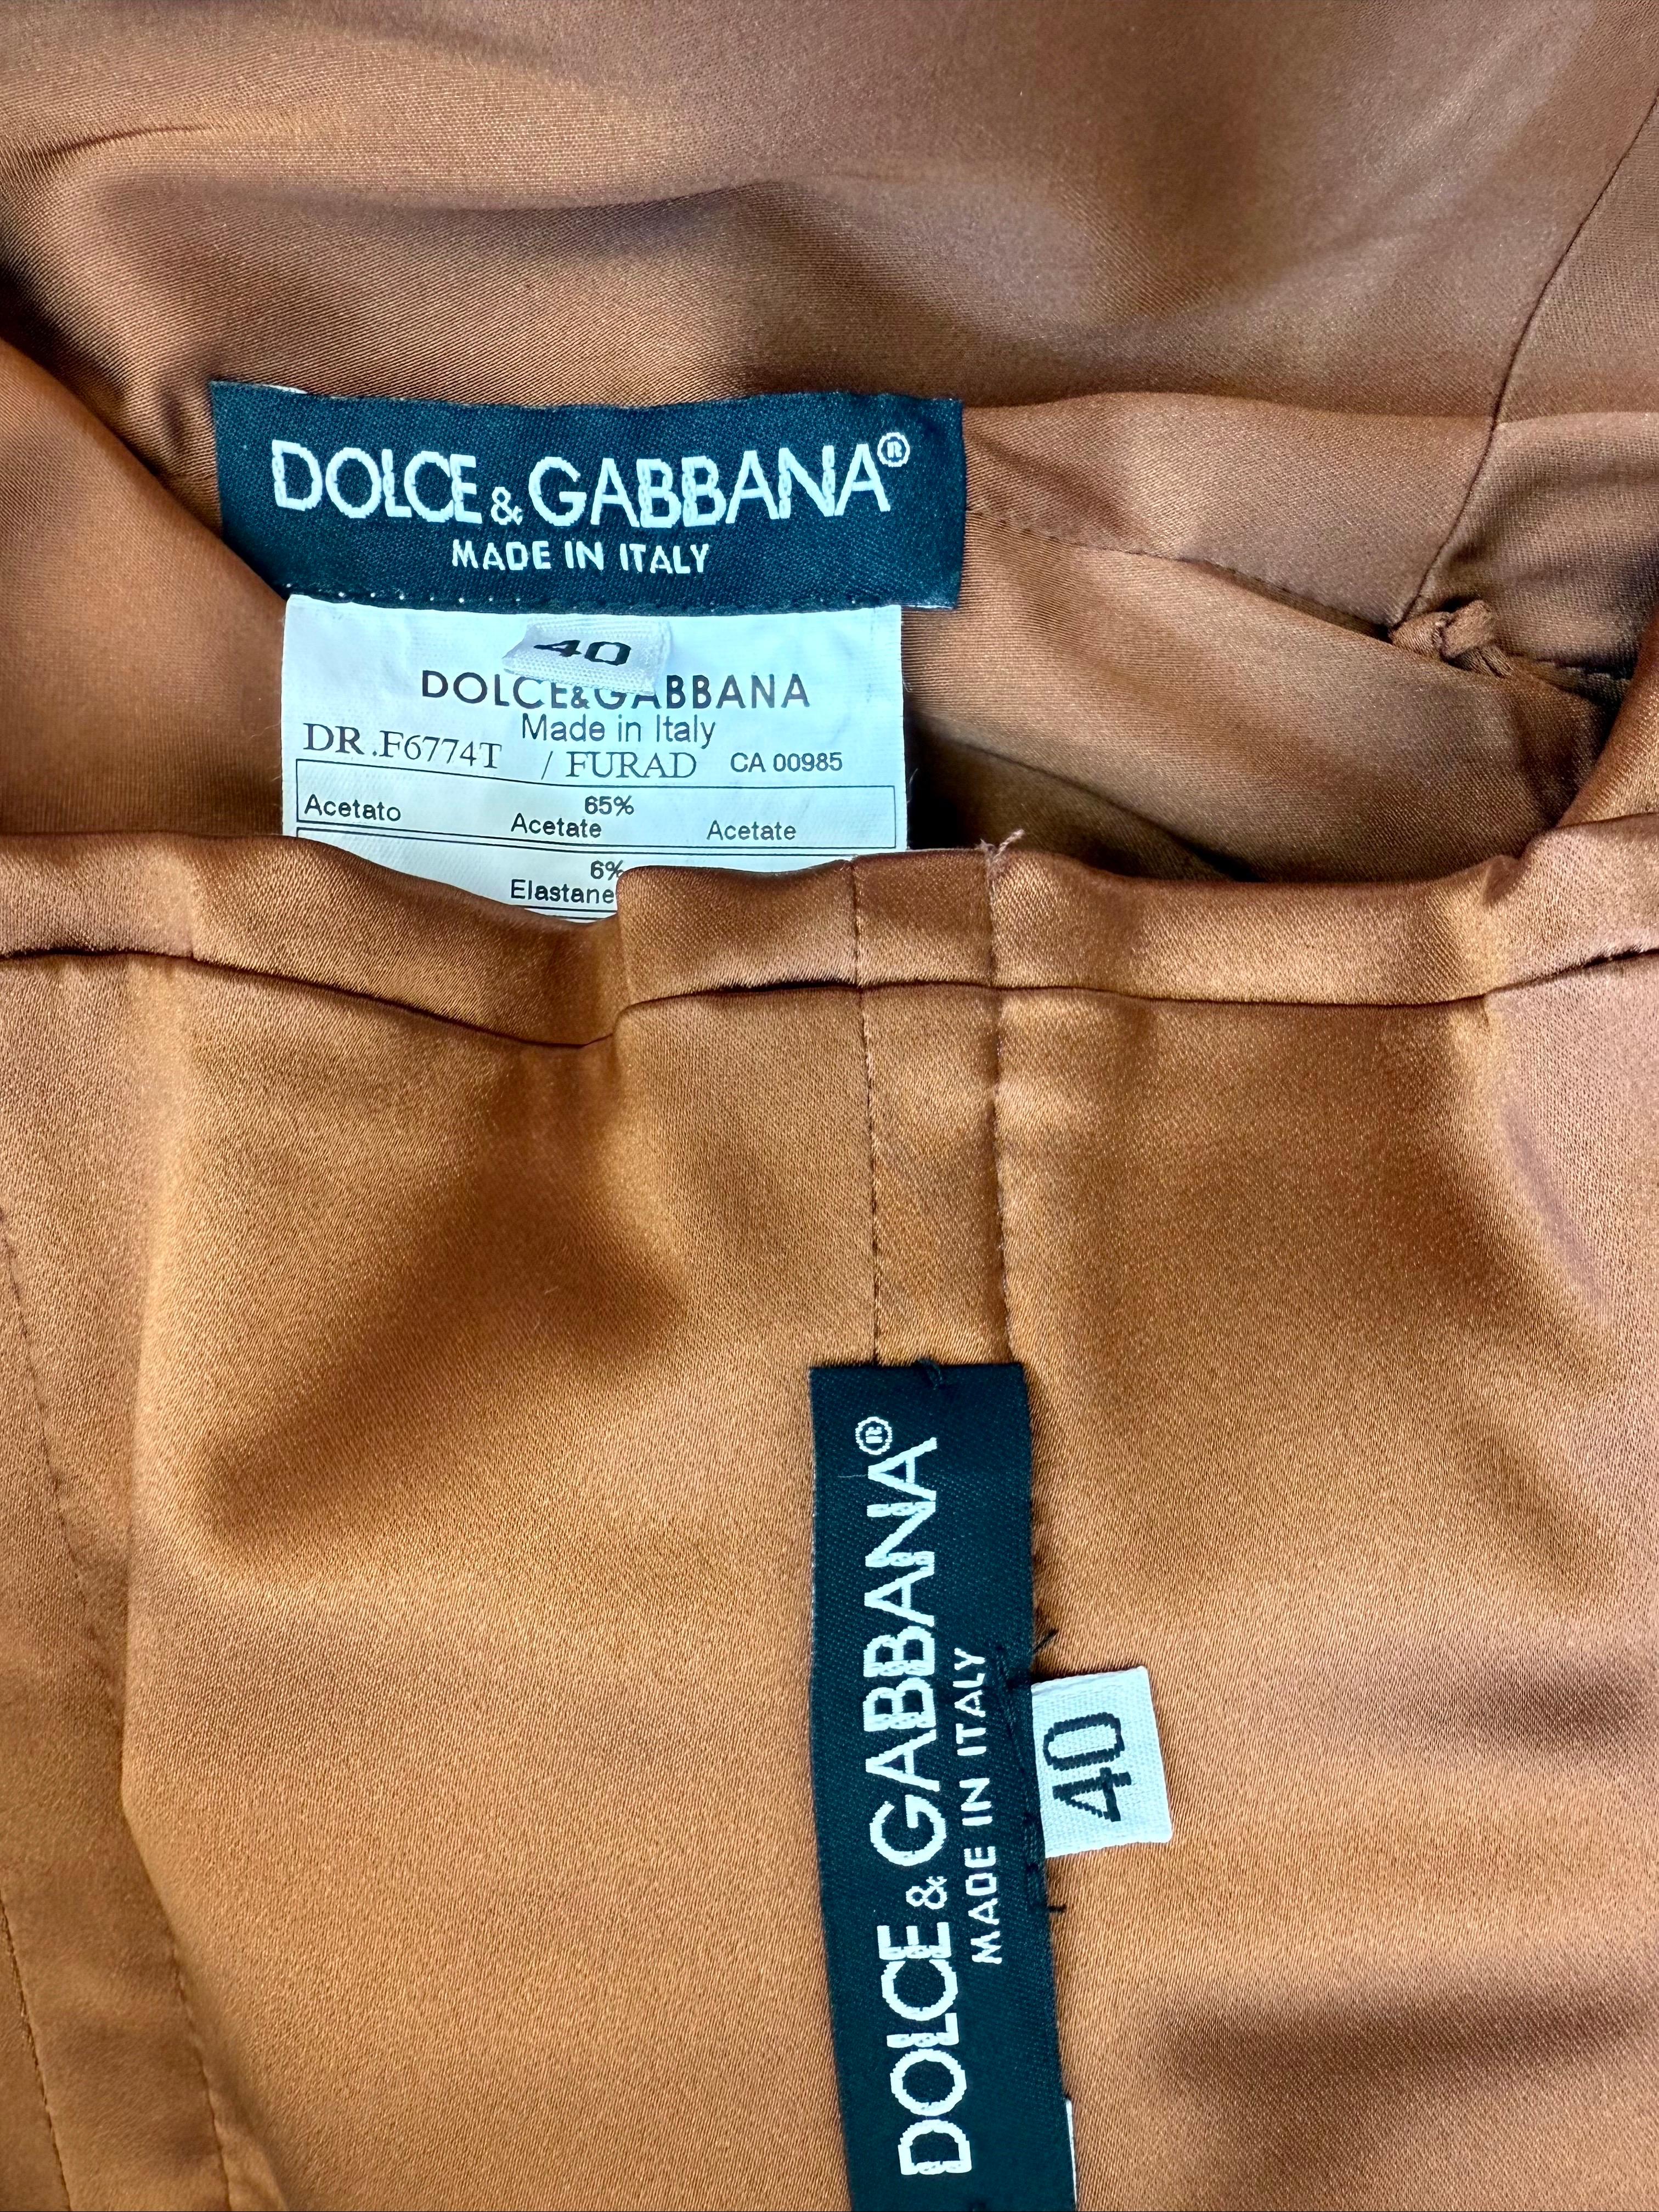 DOLCE & GABBANA®
MADE IN ITALY
40
DOLCE&GABBANA
Made in Italy
DR.F6774T / FURAD CA 00985
Acetato 65% Acetate Acetate
6%
Elastane
DOLCE & GABBANA®
MADE IN ITALY
40